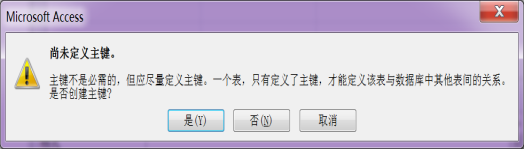 Microsoft Access
尚未定义主键。
主键不是必需的，但应尽量定义主键。一个表，只有定义了主键，才能定义该表与数据库中其他表间的关系。
是否创建主键?
是(Y) 否(N) 取消